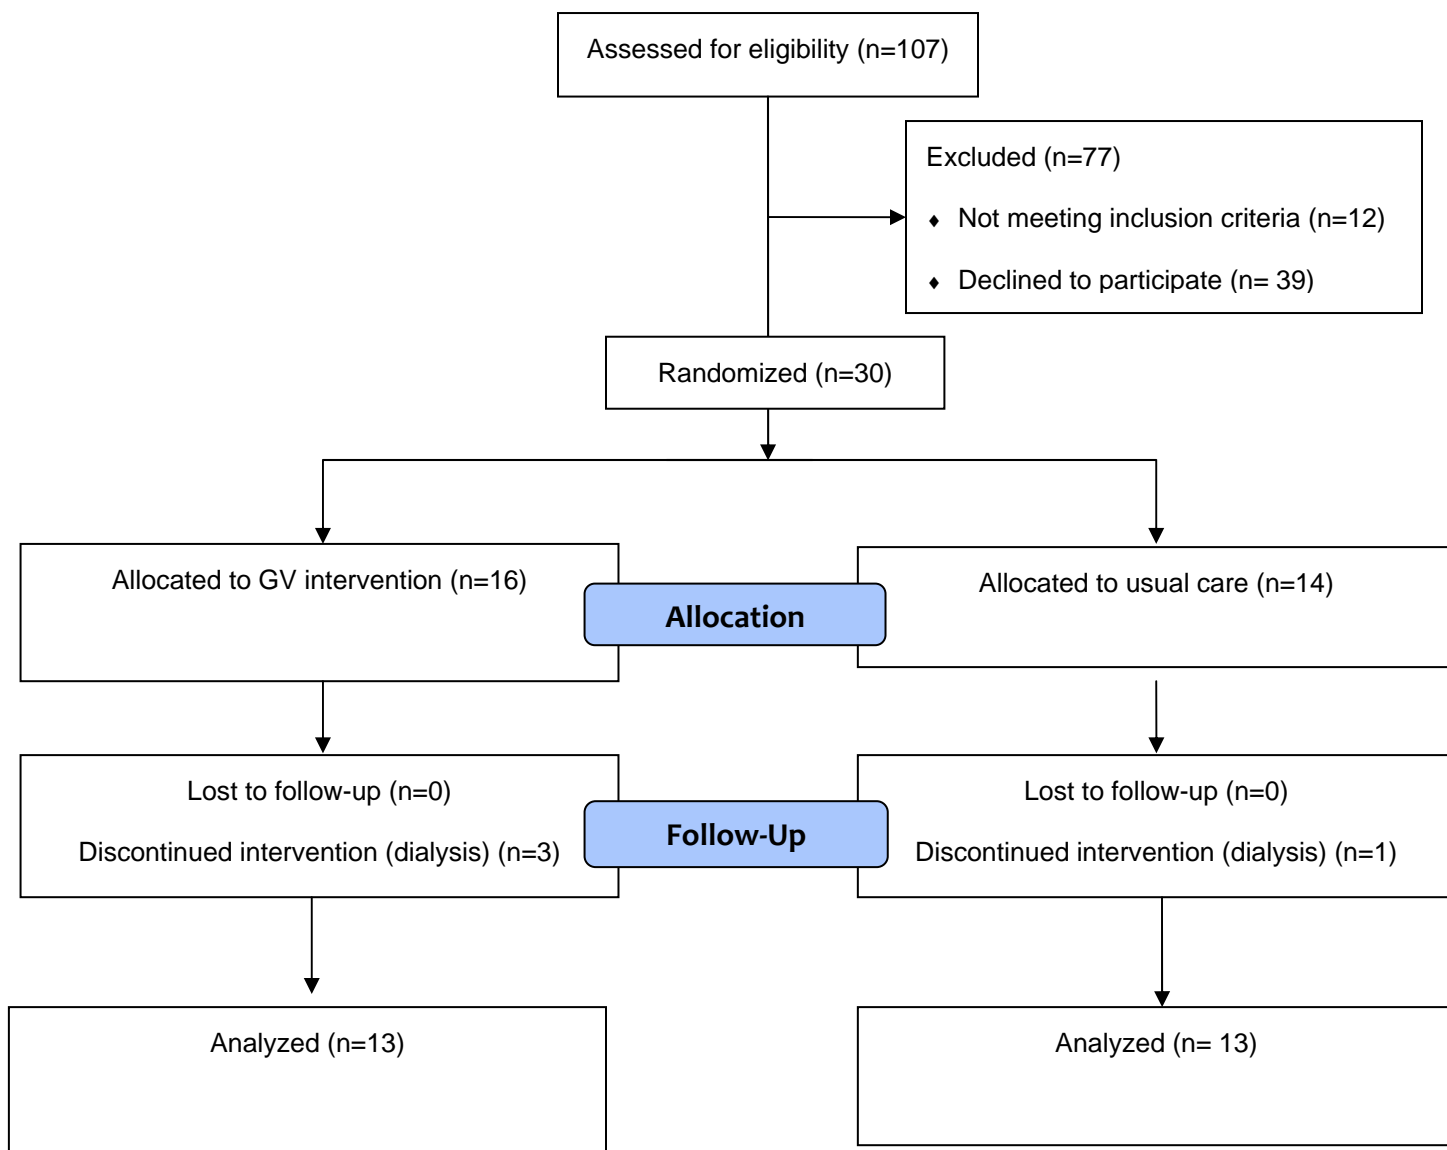 Assessed for eligibility (n=107)
Excluded (n=77)
♦ Not meeting inclusion criteria (n=12)
♦ Declined to participate (n= 39)
Randomized (n=30)
Allocated to GV intervention (n=16)
Allocation
Allocated to usual care (n=14)
Lost to follow-up (n=0)
Discontinued intervention (dialysis) (n=3)
Follow-Up
Lost to follow-up (n=0)
Discontinued intervention (dialysis) (n=1)
Analyzed (n=13)
Analyzed (n= 13)